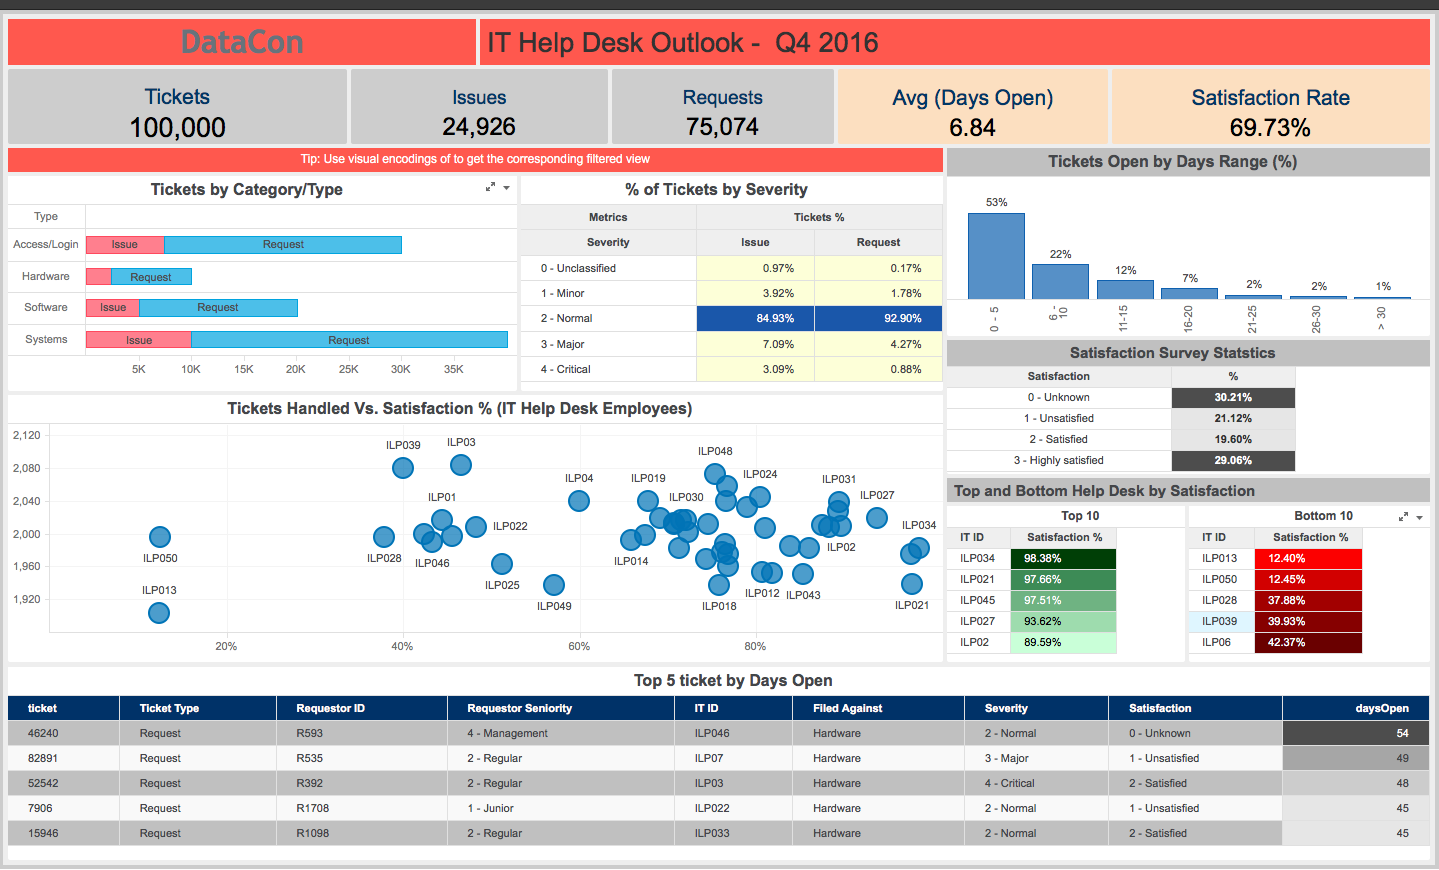 DataCon
IT Help Desk Outlook -  Q4 2016
Tickets
100,000
Issues
24,926
Requests
75,074
Avg (Days Open)
6.84
Satisfaction Rate
69.73%
Tip: Use visual encodings of to get the corresponding filtered view
Tickets by Category/Type
Type
Access/Login Issue Request
Hardware Request
Software Issue Request
Systems Issue Request
5K 10K 15K 20K 25K 30K 35K
% of Tickets by Severity
Metrics Tickets %
Severity Issue Request
0 - Unclassified 0.97% 0.17%
1 - Minor 3.92% 1.78%
2 - Normal 84.93% 92.90%
3 - Major 7.09% 4.27%
4 - Critical 3.09% 0.88%
Tickets Open by Days Range (%)
53%
22%
12%
7%
2%
2%
1%
0 - 5
6 - 10
11-15
16-20
21-25
26-30
> 30
Satisfaction Survey Statistcs
Satisfaction %
0 - Unknown 30.21%
1 - Unsatisfied 21.12%
2 - Satisfied 19.60%
3 - Highly satisfied 29.06%
Tickets Handled Vs. Satisfaction % (IT Help Desk Employees)
2,120
2,080
2,040
2,000
1,960
1,920
ILP039
ILP03
ILP048
ILP04
ILP019
ILP024
ILP031
ILP01
ILP030
ILP027
ILP022
ILP034
ILP050
ILP028
ILP046
ILP014
ILP02
ILP013
ILP025
ILP012
ILP043
ILP049
ILP018
ILP021
20% 40% 60% 80%
Top and Bottom Help Desk by Satisfaction
Top 10
IT ID Satisfaction %
ILP034 98.38%
ILP021 97.66%
ILP045 97.51%
ILP027 93.62%
ILP02 89.59%
Bottom 10
IT ID Satisfaction %
ILP013 12.40%
ILP050 12.45%
ILP028 37.88%
ILP039 39.93%
ILP06 42.37%
Top 5 ticket by Days Open
ticket Ticket Type Requestor ID Requestor Seniority IT ID Filed Against Severity Satisfaction daysOpen
46240 Request R593 4 - Management ILP046 Hardware 2 - Normal 0 - Unknown 54
82891 Request R535 2 - Regular ILP07 Hardware 3 - Major 1 - Unsatisfied 49
52542 Request R392 2 - Regular ILP03 Hardware 4 - Critical 2 - Satisfied 48
7906 Request R1708 1 - Junior ILP022 Hardware 2 - Normal 1 - Unsatisfied 45
15946 Request R1098 2 - Regular ILP033 Hardware 2 - Normal 2 - Satisfied 45